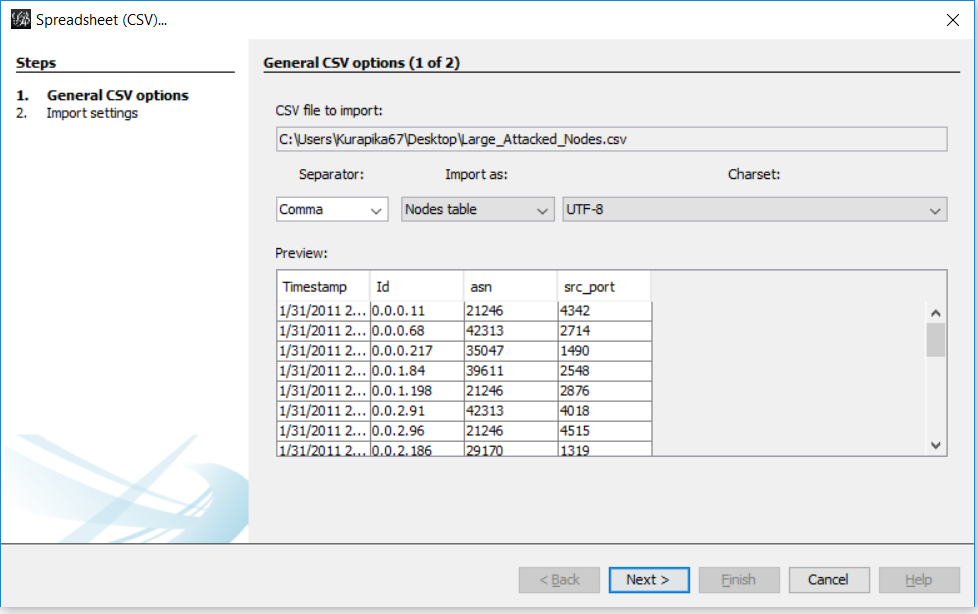 Spreadsheet (CSV)...
Steps
1. General CSV options
2. Import settings
General CSV options (1 of 2)
CSV file to import:
C:\Users\Kurapika67\Desktop\Large_Attacked_Nodes.csv
Separator: Import as: Charset:
Comma Nodes table UTF-8
Preview:
Timestamp Id asn src_port
1/31/2011 2... 0.0.0.11 21246 4342
1/31/2011 2... 0.0.0.68 42313 2714
1/31/2011 2... 0.0.0.217 35047 1490
1/31/2011 2... 0.0.1.84 39611 2548
1/31/2011 2... 0.0.1.198 21246 2876
1/31/2011 2... 0.0.2.91 42313 4018
1/31/2011 2... 0.0.2.96 21246 4515
1/31/2011 2... 0.0.2.186 29170 1319
< Back Next > Finish Cancel Help